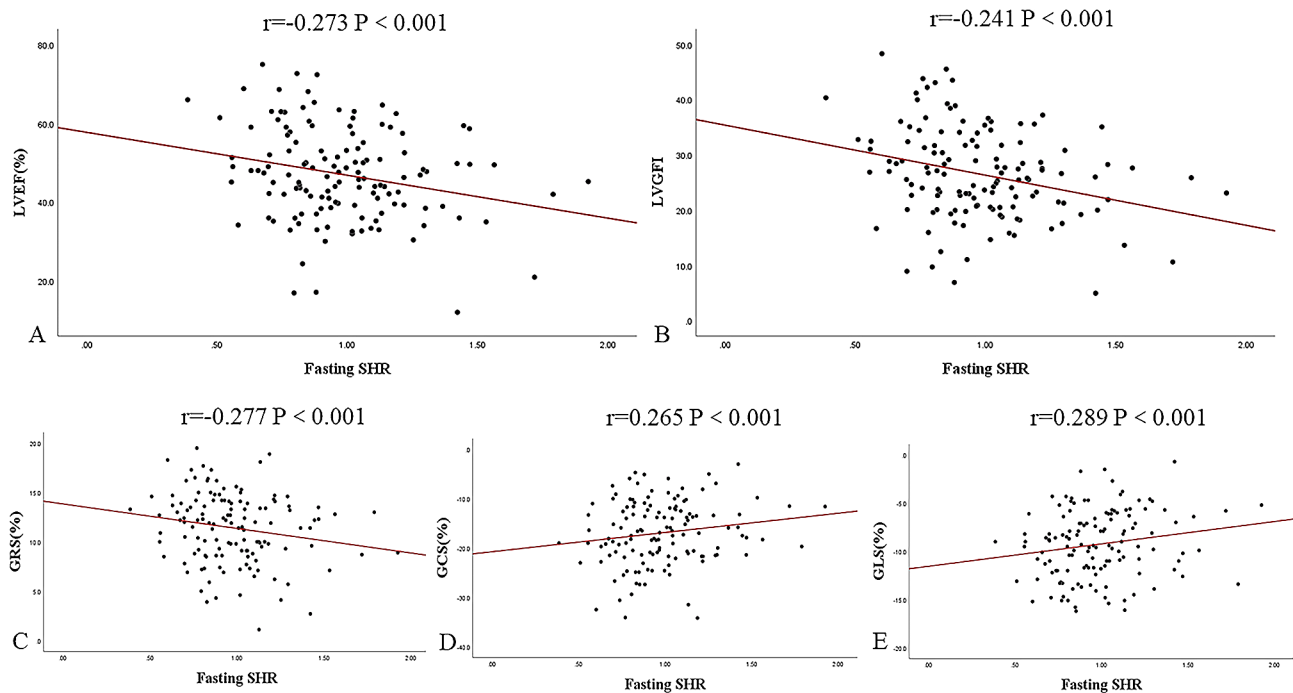 r=-0.273 P < 0.001
80.0
60.0
40.0
20.0
LVEF(%)
A
.00
.50
1.00
1.50
2.00
Fasting SHR
r=-0.241 P < 0.001
50.0
40.0
30.0
20.0
10.0
.0
LVGFI
B
.00
.50
1.00
1.50
2.00
Fasting SHR
r=-0.277 P < 0.001
20.0
15.0
10.0
5.0
.0
GRS(%)
C
.00
.50
1.00
1.50
2.00
Fasting SHR
r=0.265 P < 0.001
.0
-10.0
-20.0
-30.0
-40.0
GCS(%)
D
.00
.50
1.00
1.50
2.00
Fasting SHR
r=0.289 P < 0.001
.0
-5.0
-10.0
-15.0
-20.0
GLS(%)
E
.00
.50
1.00
1.50
2.00
Fasting SHR